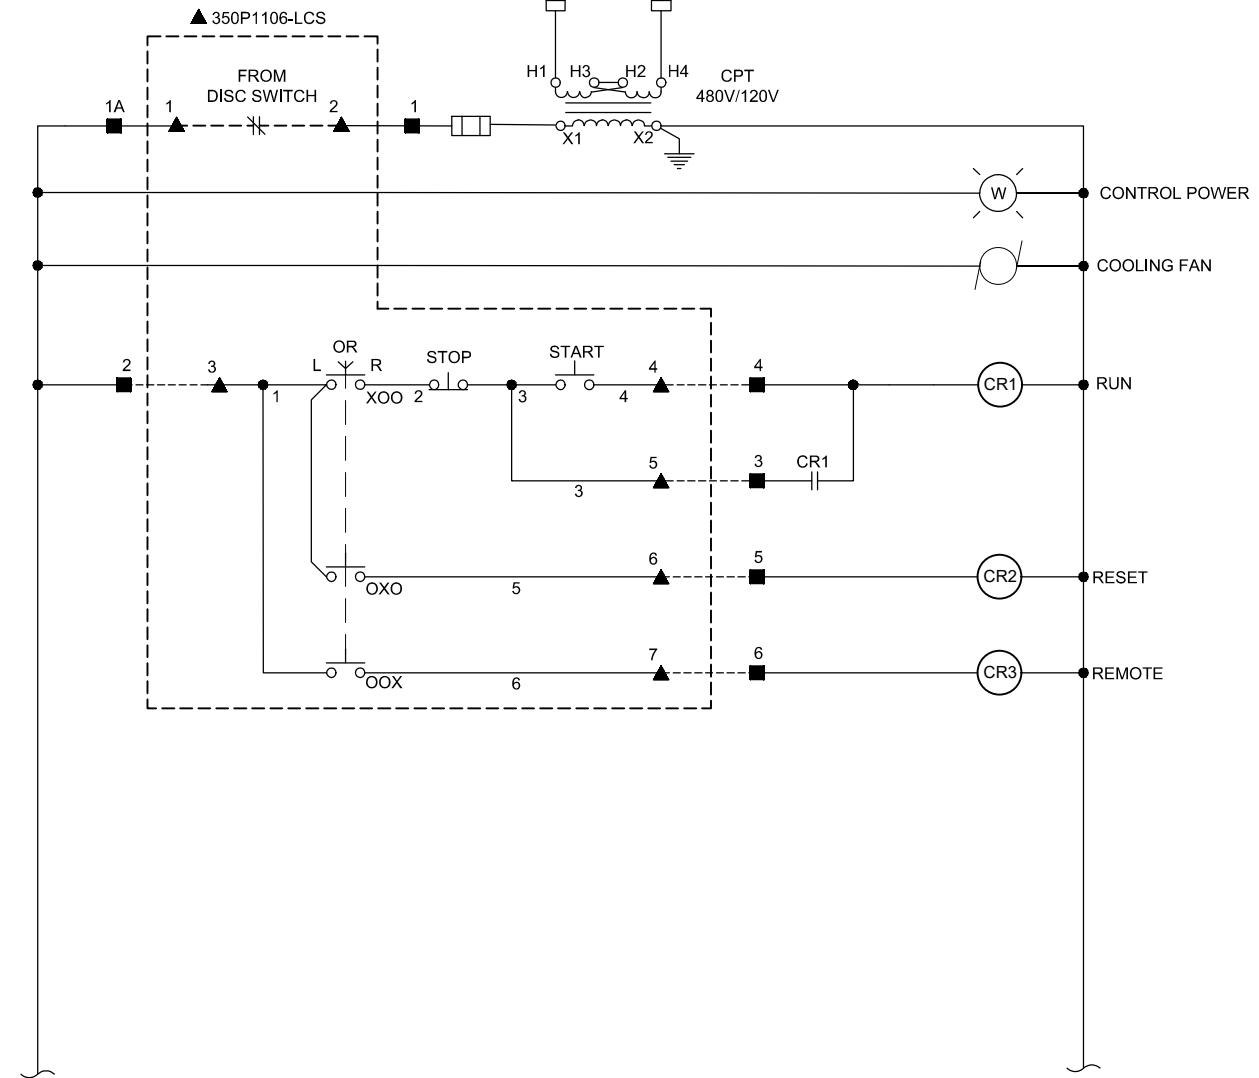 350P1106-LCS
H1 H3 H2 H4
CPT
480V/120V
FROM
DISC SWITCH
1A 1 2 1
X1 X2
W CONTROL POWER
COOLING FAN
OR
L R STOP START
2 3 4 4
1 XOO 2 3 4
CR1 RUN
5 3 CR1
3
6 5
OXO 5
CR2 RESET
7 6
OOX 6
CR3 REMOTE